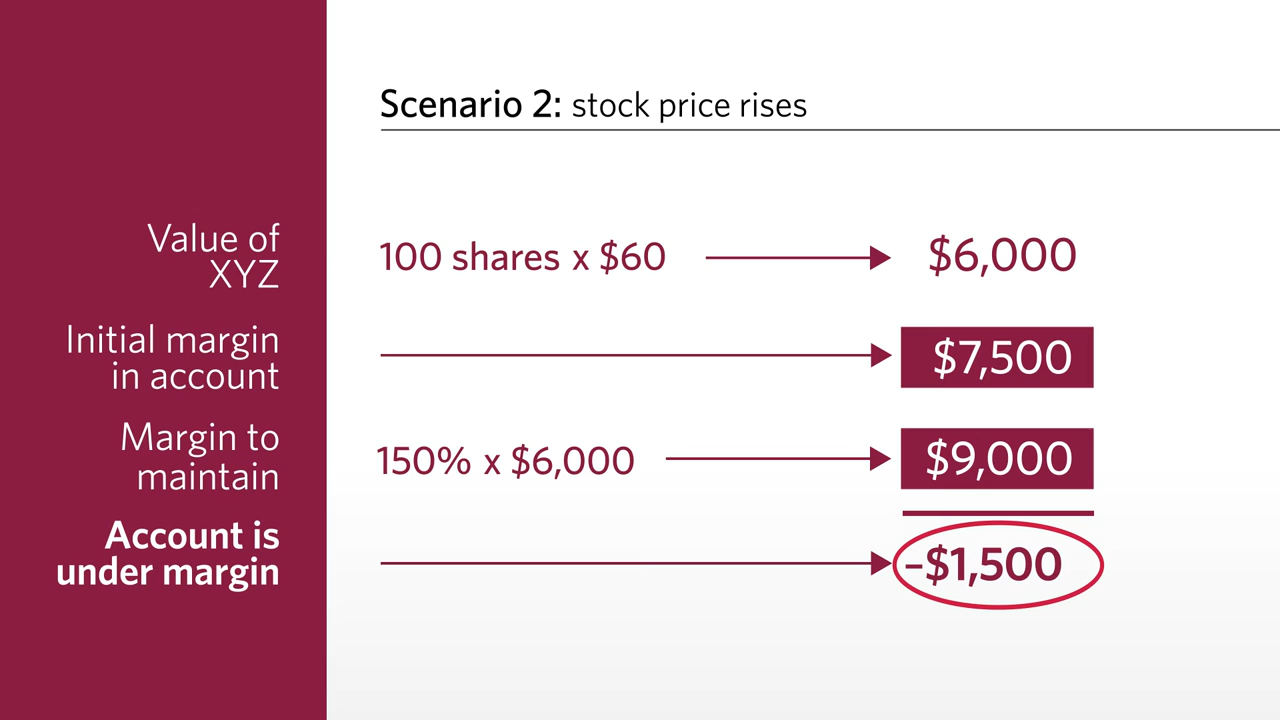 Scenario 2: stock price rises
Value of
XYZ
100 shares x $60
$6,000
Initial margin
in account
$7,500
Margin to
maintain
150% x $6,000
$9,000
Account is
under margin
–$1,500